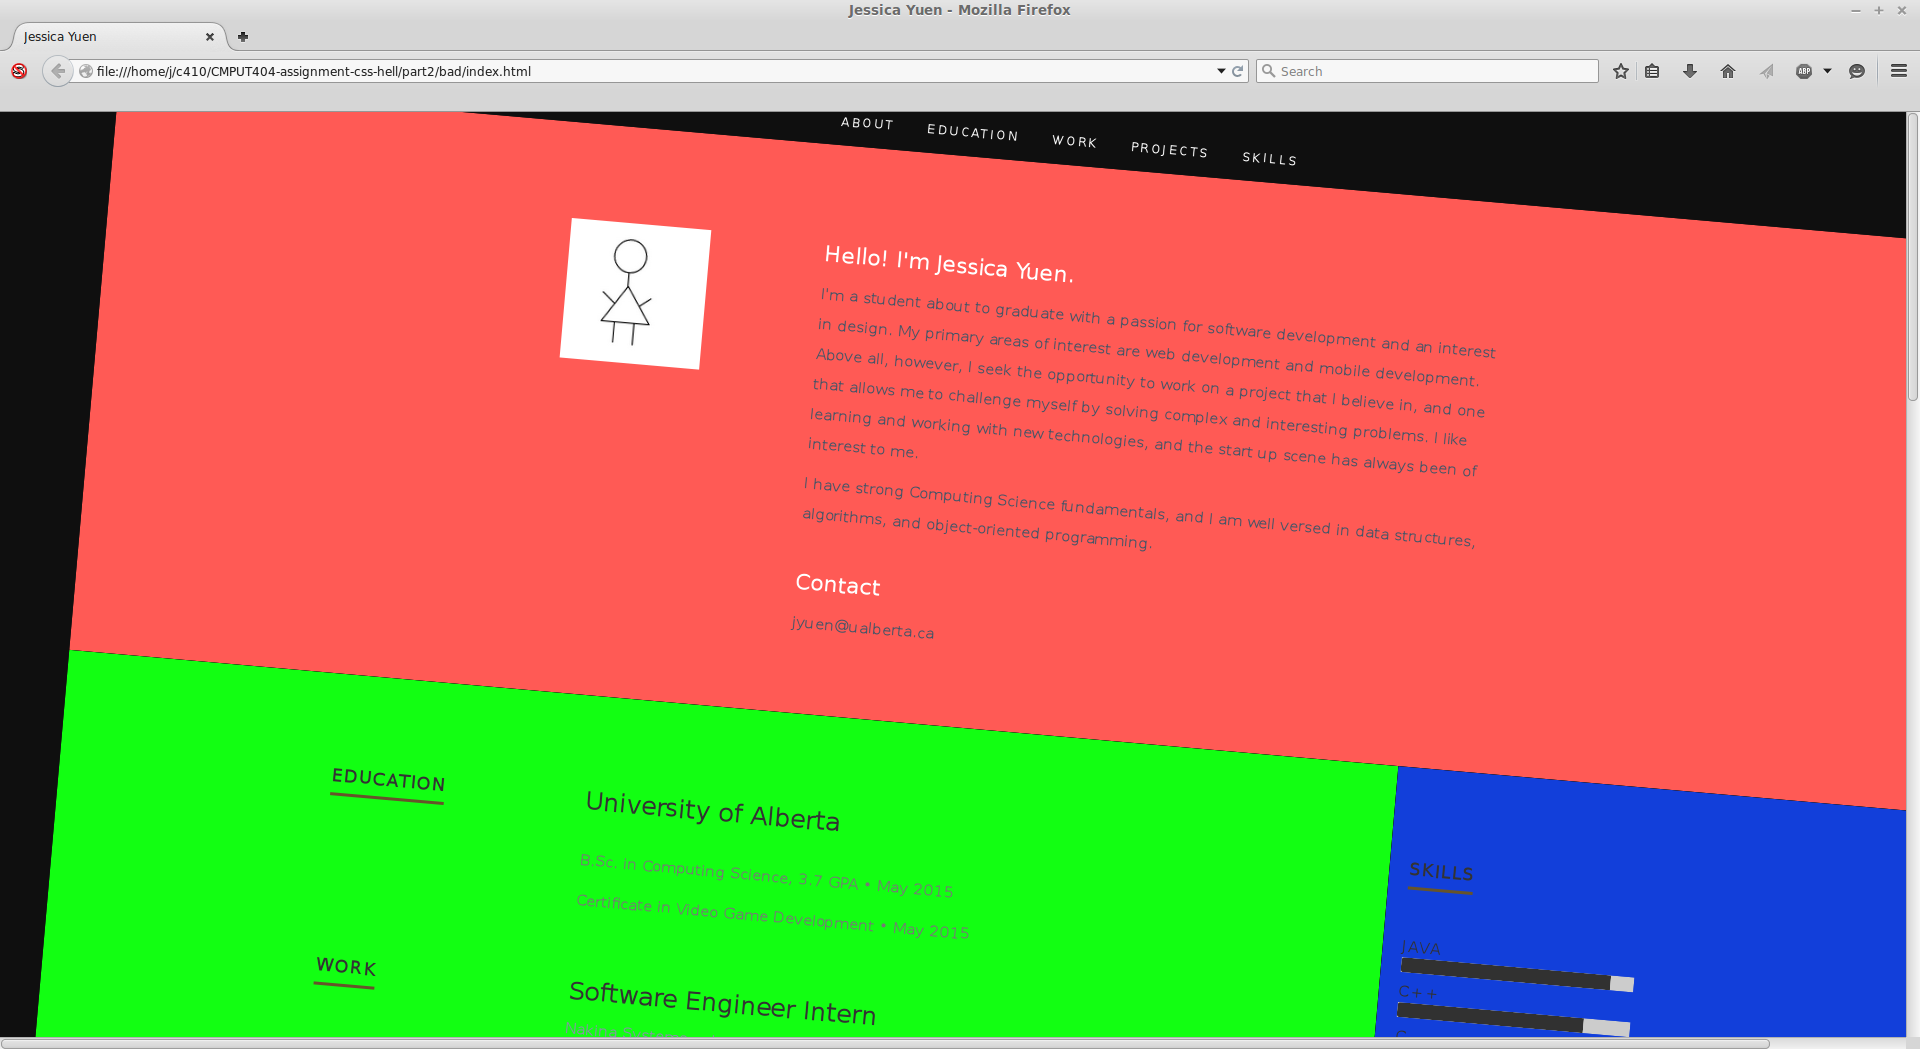 Jessica Yuen - Mozilla Firefox
Jessica Yuen
file:///home/j/c410/CMPUT404-assignment-css-hell/part2/bad/index.html
Search
ABP
ABOUT EDUCATION WORK PROJECTS SKILLS
Hello! I'm Jessica Yuen.
I'm a student about to graduate with a passion for software development and an interest
in design. My primary areas of interest are web development and mobile development.
Above all, however, I seek the opportunity to work on a project that I believe in, and one
that allows me to challenge myself by solving complex and interesting problems. I like
learning and working with new technologies, and the start up scene has always been of
interest to me.
I have strong Computing Science fundamentals, and I am well versed in data structures,
algorithms, and object-oriented programming.
Contact
jyuen@ualberta.ca
EDUCATION
University of Alberta
B.Sc. in Computing Science, 3.7 GPA • May 2015
Certificate in Video Game Development • May 2015
WORK
Software Engineer Intern
SKILLS
JAVA
C++